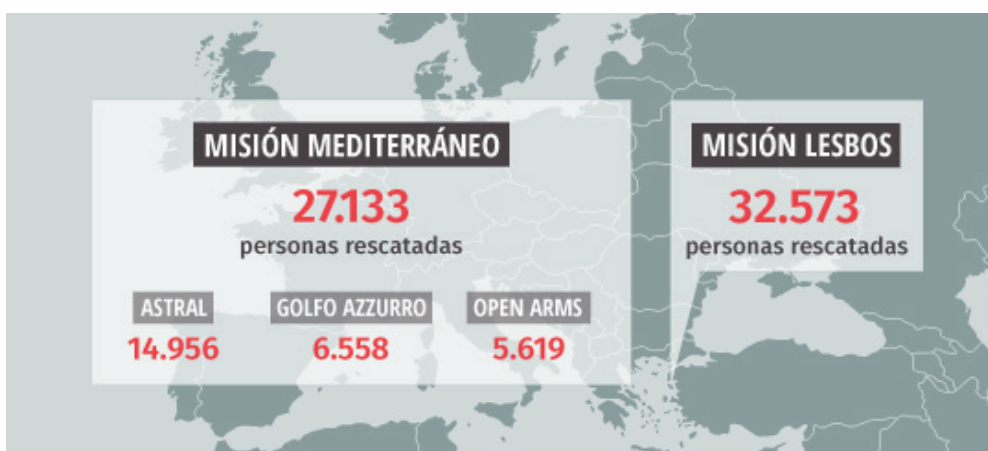 MISIÓN MEDITERRÁNEO
27.133
personas rescatadas
ASTRAL
14.956
GOLFO AZZURRO
6.558
OPEN ARMS
5.619
MISIÓN LESBOS
32.573
personas rescatadas